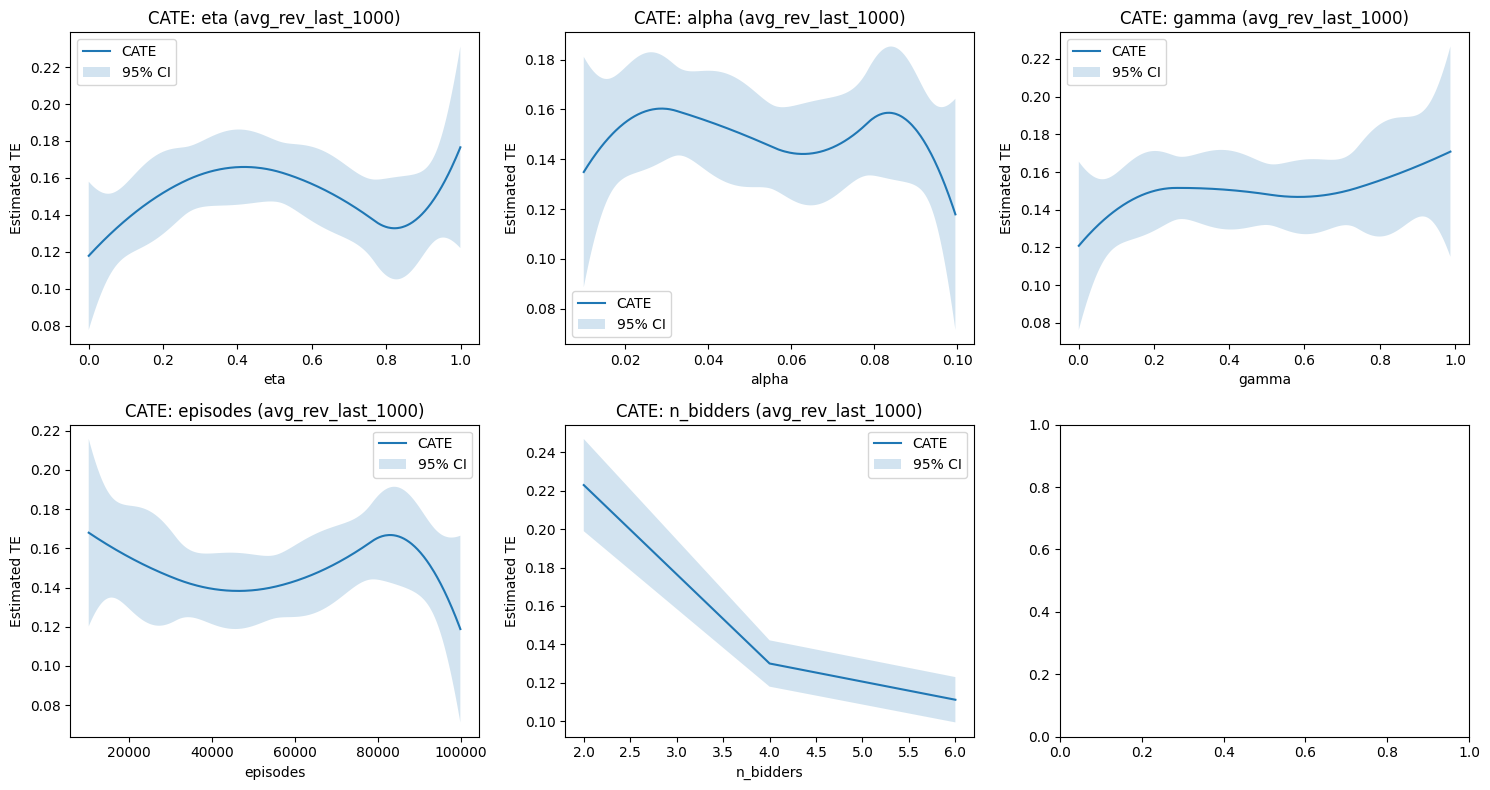 CATE: eta (avg_rev_last_1000)
CATE
95% CI
Estimated TE
0.22
0.20
0.18
0.16
0.14
0.12
0.10
0.08
0.0 0.2 0.4 0.6 0.8 1.0
eta
CATE: alpha (avg_rev_last_1000)
Estimated TE
0.18
0.16
0.14
0.12
0.10
0.08
CATE
95% CI
0.02 0.04 0.06 0.08 0.10
alpha
CATE: gamma (avg_rev_last_1000)
CATE
95% CI
Estimated TE
0.22
0.20
0.18
0.16
0.14
0.12
0.10
0.08
0.0 0.2 0.4 0.6 0.8 1.0
gamma
CATE: episodes (avg_rev_last_1000)
CATE
95% CI
Estimated TE
0.22
0.20
0.18
0.16
0.14
0.12
0.10
0.08
20000 40000 60000 80000 100000
episodes
CATE: n_bidders (avg_rev_last_1000)
CATE
95% CI
Estimated TE
0.24
0.22
0.20
0.18
0.16
0.14
0.12
0.10
2.0 2.5 3.0 3.5 4.0 4.5 5.0 5.5 6.0
n_bidders
1.0
0.8
0.6
0.4
0.2
0.0
0.0 0.2 0.4 0.6 0.8 1.0